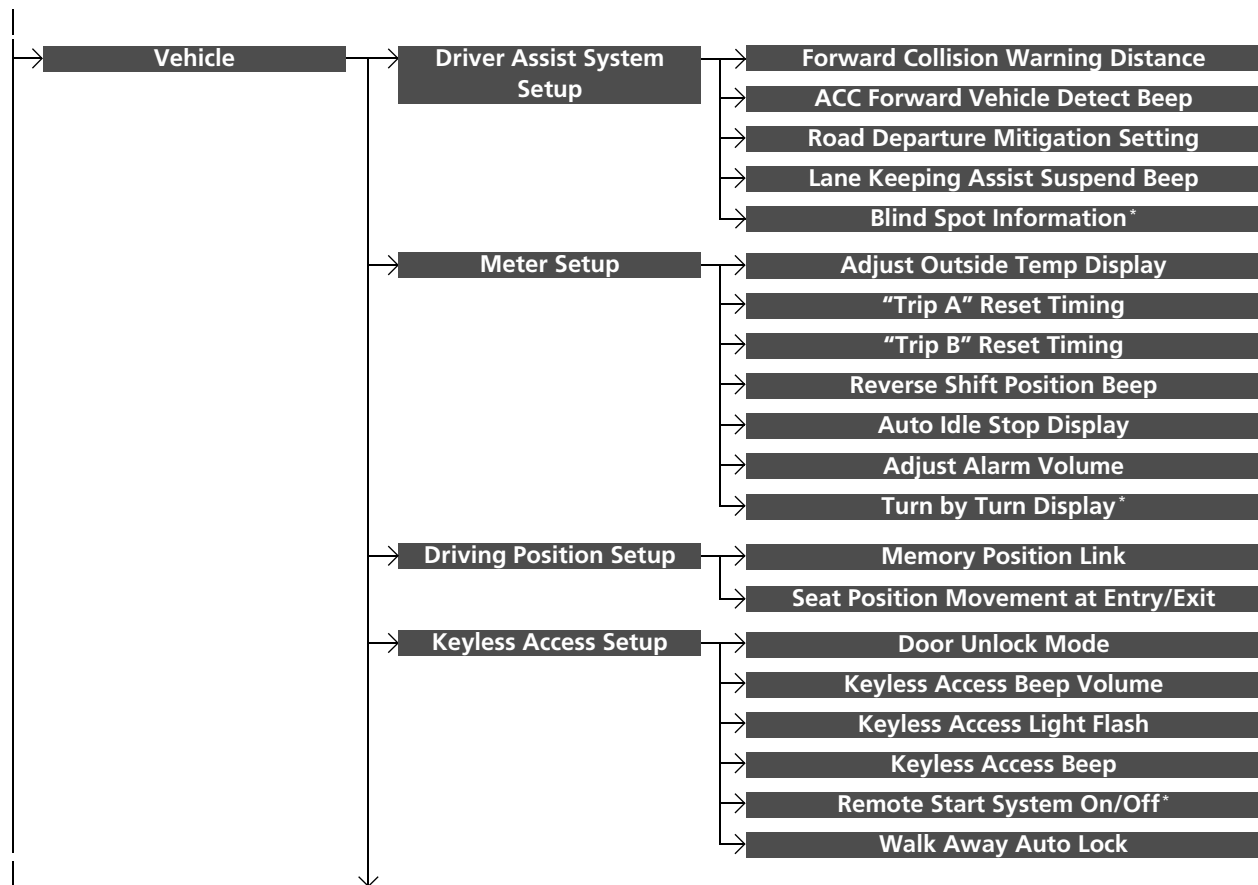 Vehicle
Driver Assist System
Setup
Forward Collision Warning Distance
ACC Forward Vehicle Detect Beep
Road Departure Mitigation Setting
Lane Keeping Assist Suspend Beep
Blind Spot Information*
Meter Setup
Adjust Outside Temp Display
“Trip A” Reset Timing
“Trip B” Reset Timing
Reverse Shift Position Beep
Auto Idle Stop Display
Adjust Alarm Volume
Turn by Turn Display*
Driving Position Setup
Memory Position Link
Seat Position Movement at Entry/Exit
Keyless Access Setup
Door Unlock Mode
Keyless Access Beep Volume
Keyless Access Light Flash
Keyless Access Beep
Remote Start System On/Off*
Walk Away Auto Lock